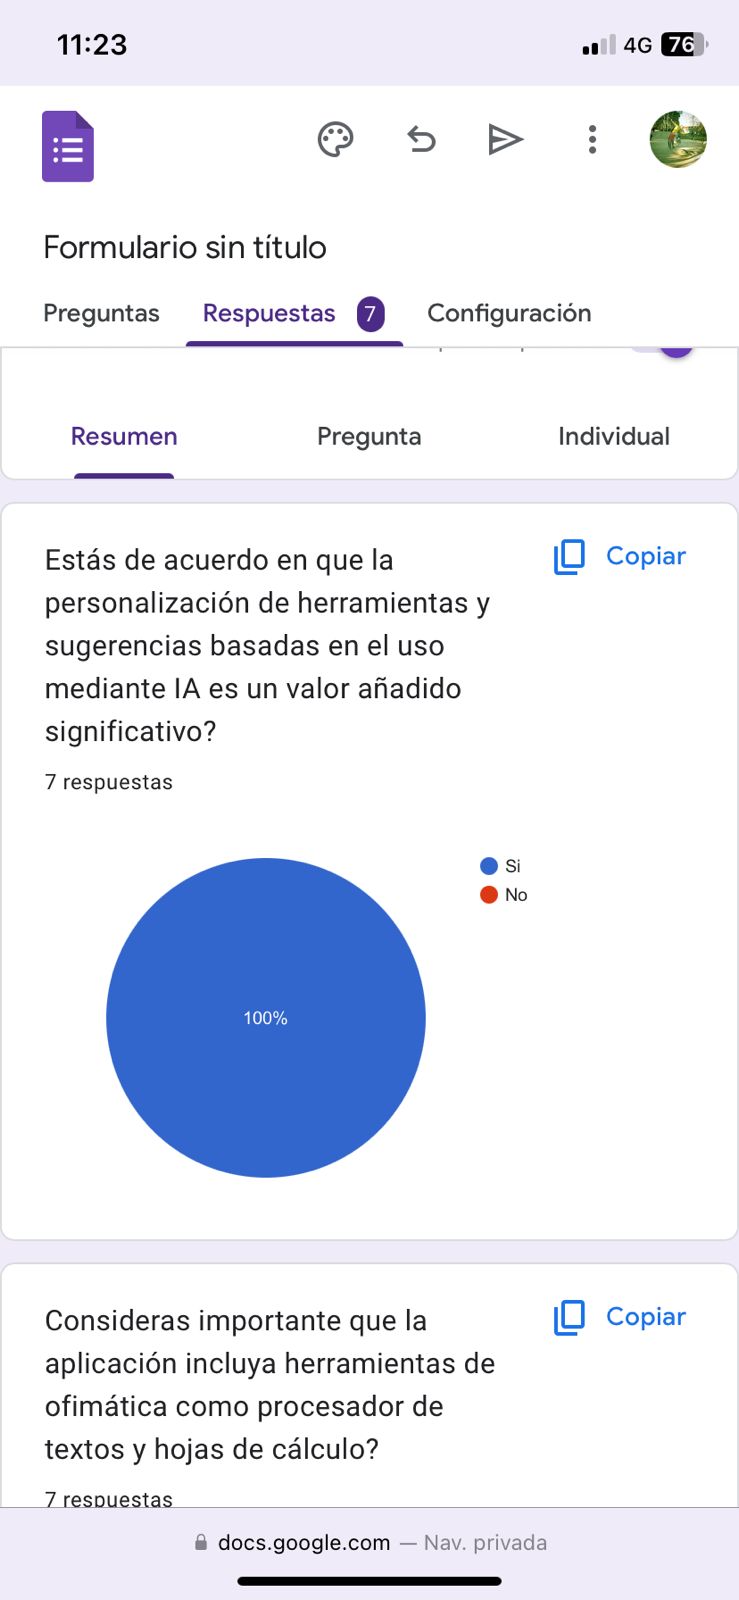 11:23
4G 76
Formulario sin título
Preguntas Respuestas 7 Configuración
Resumen Pregunta Individual
Estás de acuerdo en que la
personalización de herramientas y
sugerencias basadas en el uso
mediante IA es un valor añadido
significativo?
Copiar
7 respuestas
Si
No
100%
Consideras importante que la
aplicación incluya herramientas de
ofimática como procesador de
textos y hojas de cálculo?
Copiar
7 respuestas
docs.google.com — Nav. privada